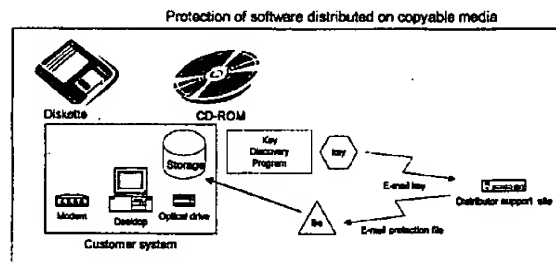 Protection of software distributed on copyable media
Diskette
CD-ROM
Storage
Key
Discovery
Program
key
E-mail key
Modem
Desktop
Optical drive
file
Distributor support site
E-mail protection file
Customer system